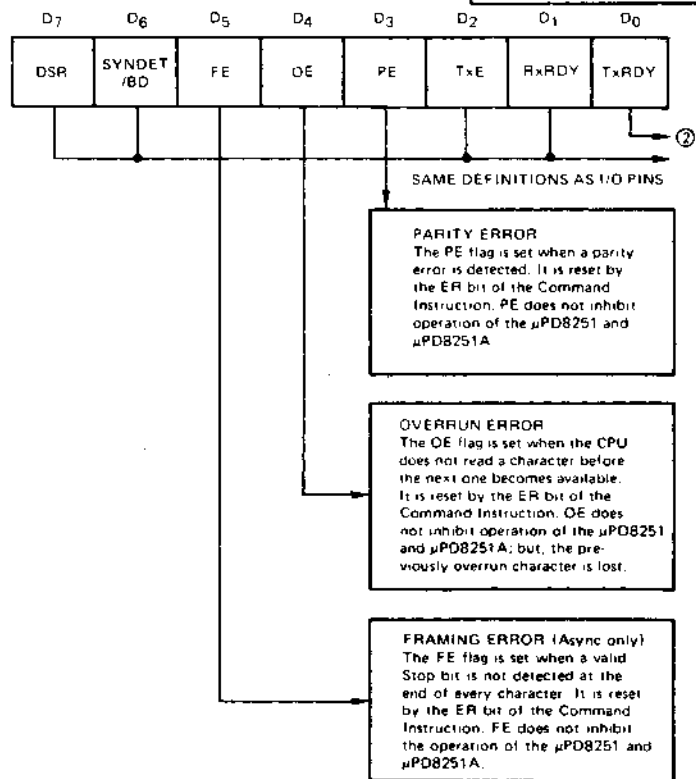 D7 D6 D5 D4 D3 D2 D1 D0
DSR SYNDET/BD FE OE PE TxE RxRDY TxRDY
②
SAME DEFINITIONS AS I/O PINS
PARITY ERROR
The PE flag is set when a parity
error is detected. It is reset by
the ER bit of the Command
Instruction. PE does not inhibit
operation of the µPD8251 and
µPD8251A
OVERRUN ERROR
The OE flag is set when the CPU
does not read a character before
the next one becomes available.
It is reset by the ER bit of the
Command Instruction. OE does
not inhibit operation of the µPD8251
and µPD8251A; but, the pre-
viously overrun character is lost.
FRAMING ERROR (Async only)
The FE flag is set when a valid
Stop bit is not detected at the
end of every character. It is reset
by the ER bit of the Command
Instruction. FE does not inhibit
the operation of the µPD8251 and
µPD8251A.